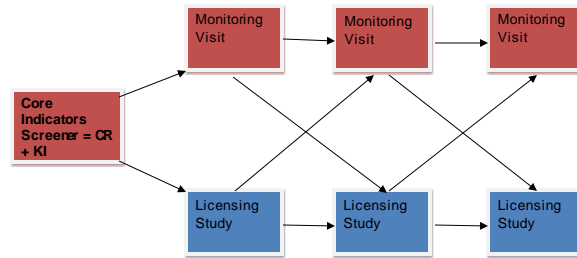 Monitoring
Visit
Monitoring
Visit
Monitoring
Visit
Core
Indicators
Screener = CR
+ KI
Licensing
Study
Licensing
Study
Licensing
Study